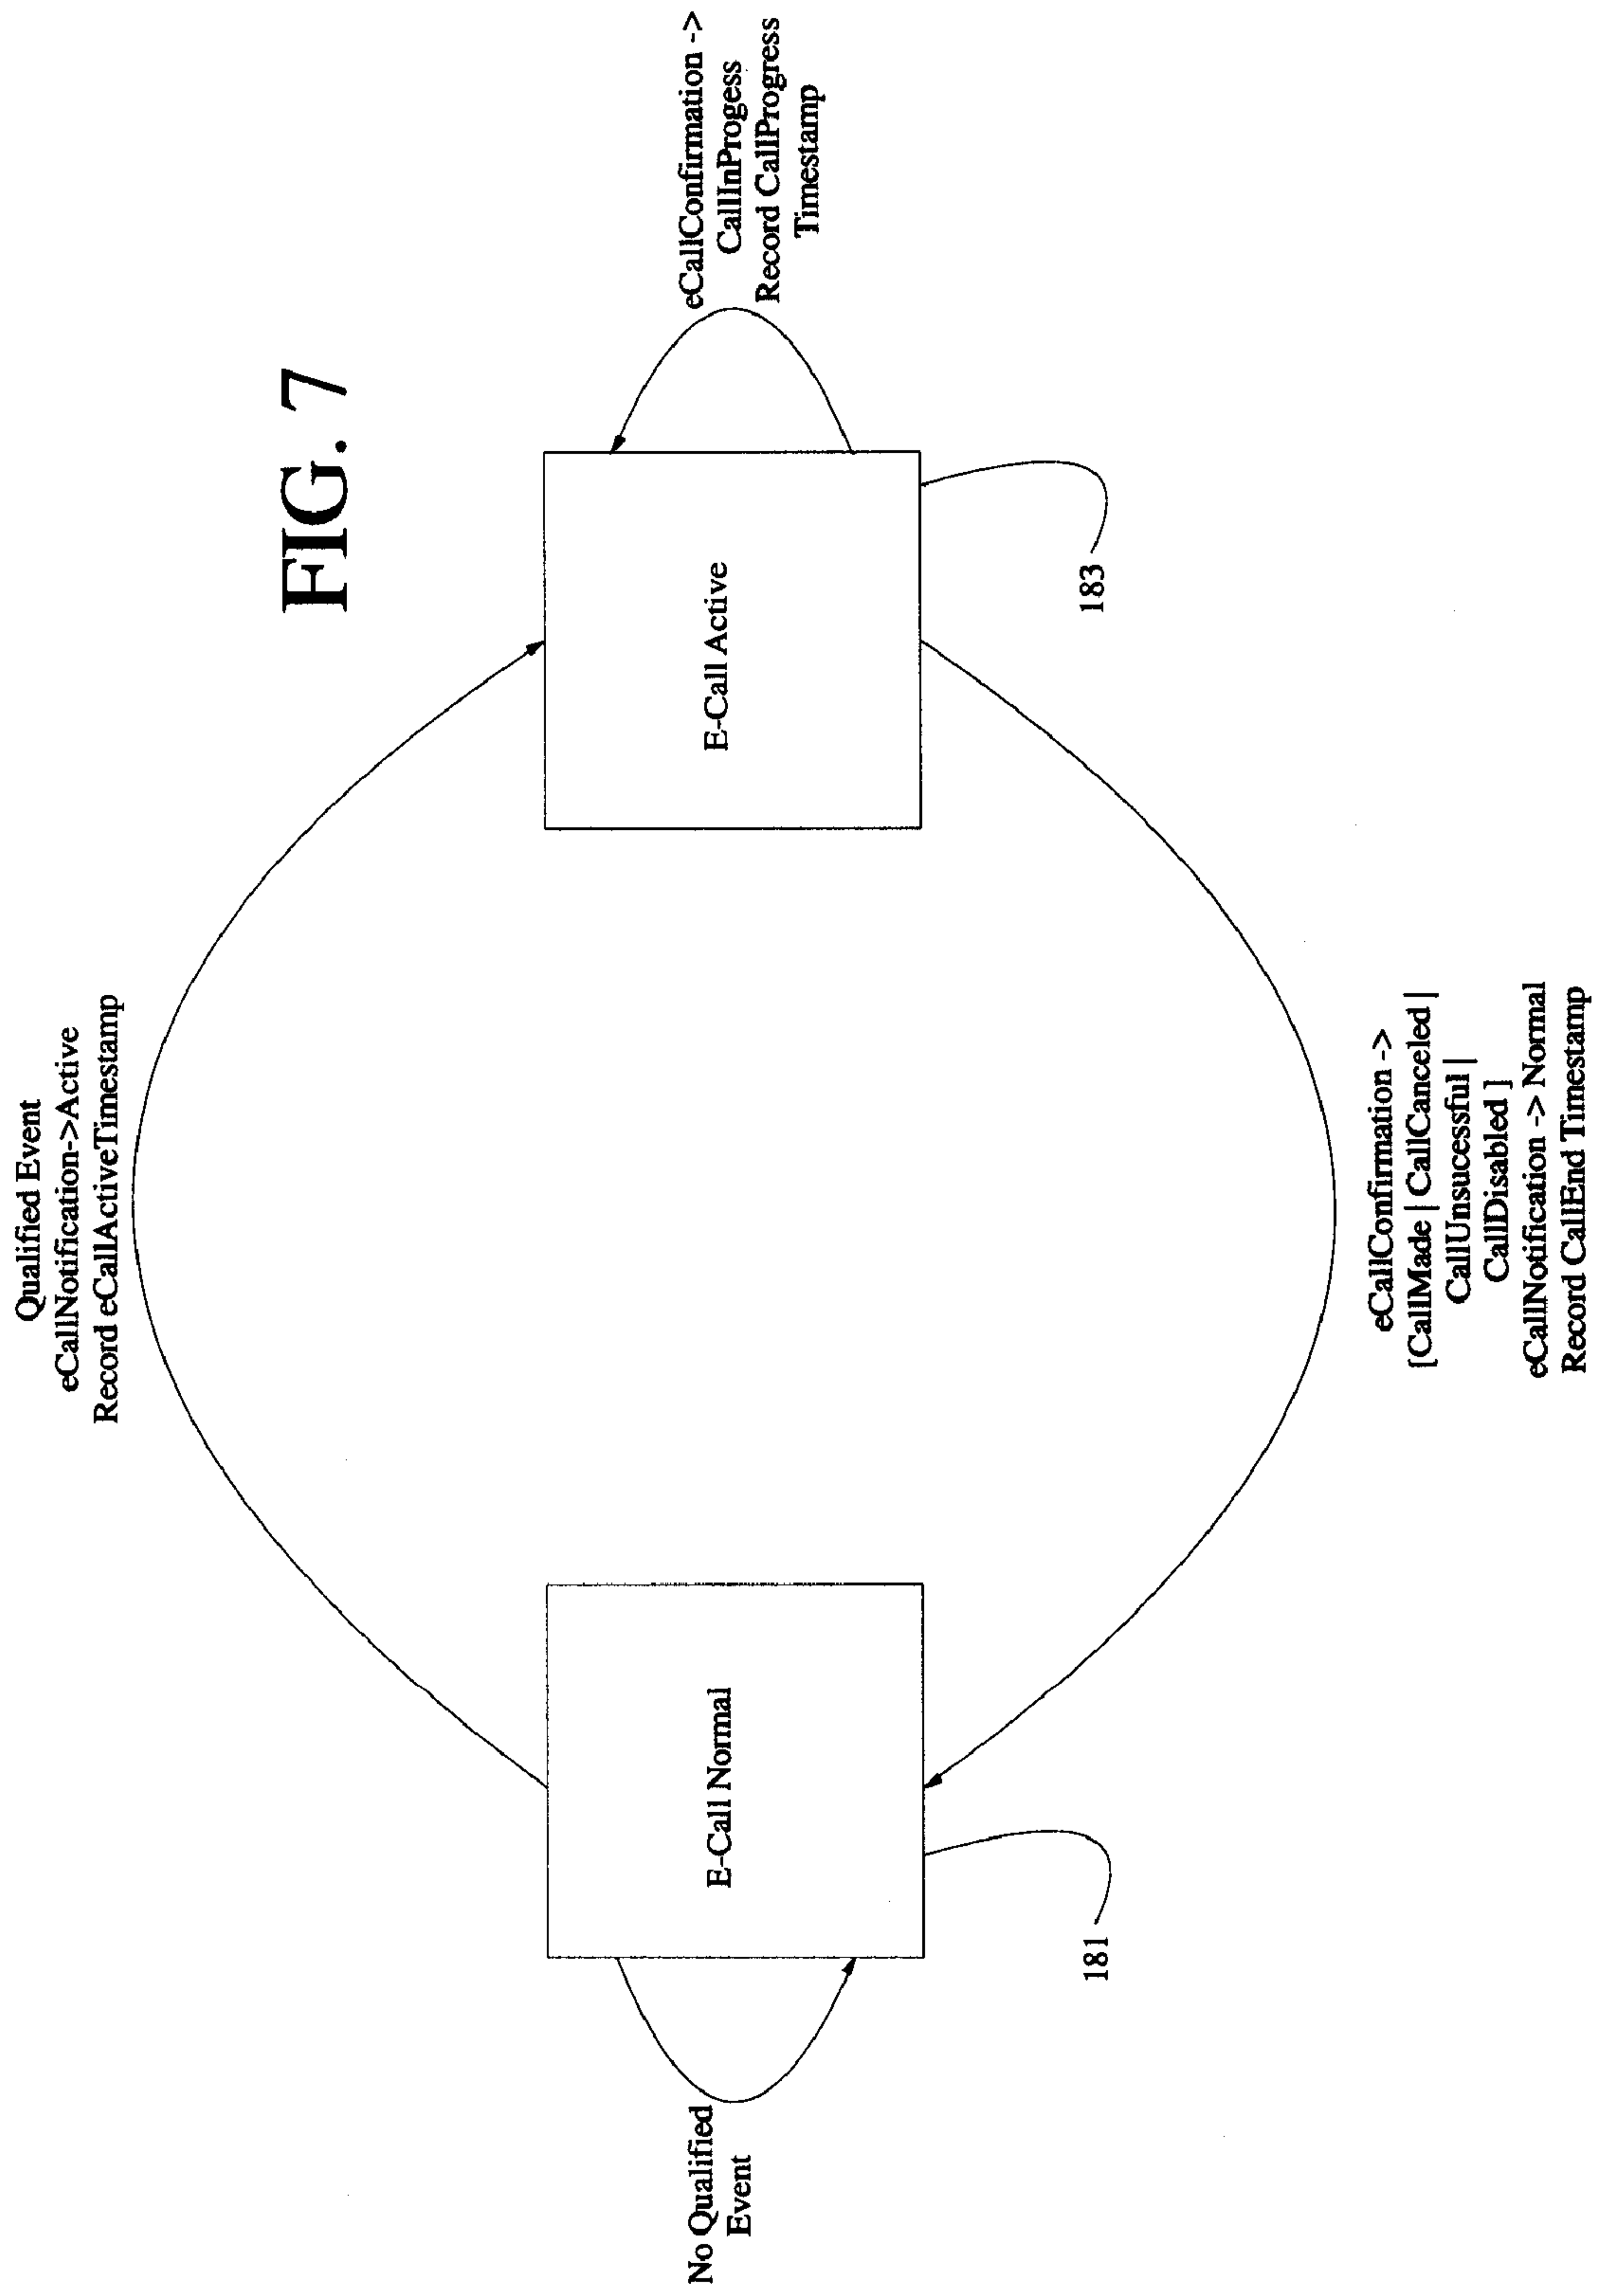 FIG. 7
Qualified Event
eCallNotification->Active
Record eCallActiveTimestamp
No Qualified
Event
E-Call Normal
181
E-Call Active
183
eCallConfirmation ->
CallInProgess
Record CallProgress
Timestamp
eCallConfirmation ->
[CallMade | CallCanceled |
CallUnsucessful |
CallDisabled ]
eCallNotification -> Normal
Record CallEnd Timestamp